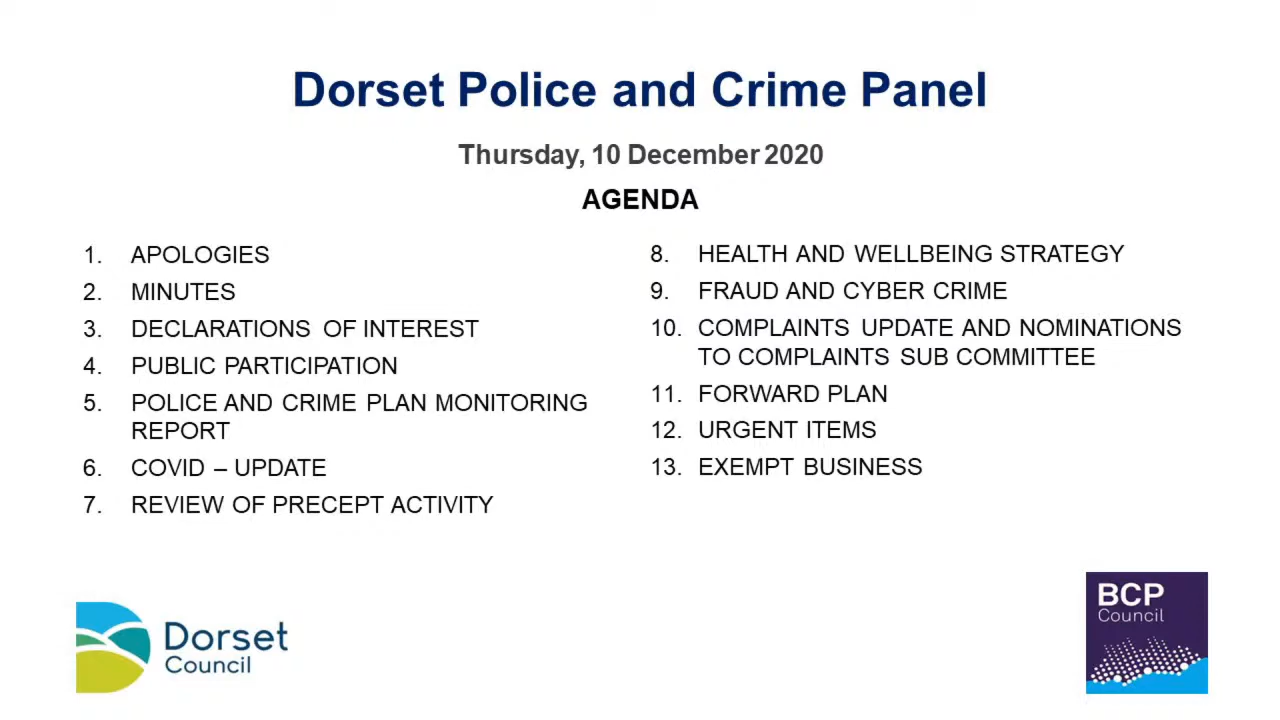 Dorset Police and Crime Panel
Thursday, 10 December 2020
AGENDA
1. APOLOGIES
2. MINUTES
3. DECLARATIONS OF INTEREST
4. PUBLIC PARTICIPATION
5. POLICE AND CRIME PLAN MONITORING
REPORT
6. COVID – UPDATE
7. REVIEW OF PRECEPT ACTIVITY
8. HEALTH AND WELLBEING STRATEGY
9. FRAUD AND CYBER CRIME
10. COMPLAINTS UPDATE AND NOMINATIONS
TO COMPLAINTS SUB COMMITTEE
11. FORWARD PLAN
12. URGENT ITEMS
13. EXEMPT BUSINESS
Dorset
Council
BCP
Council